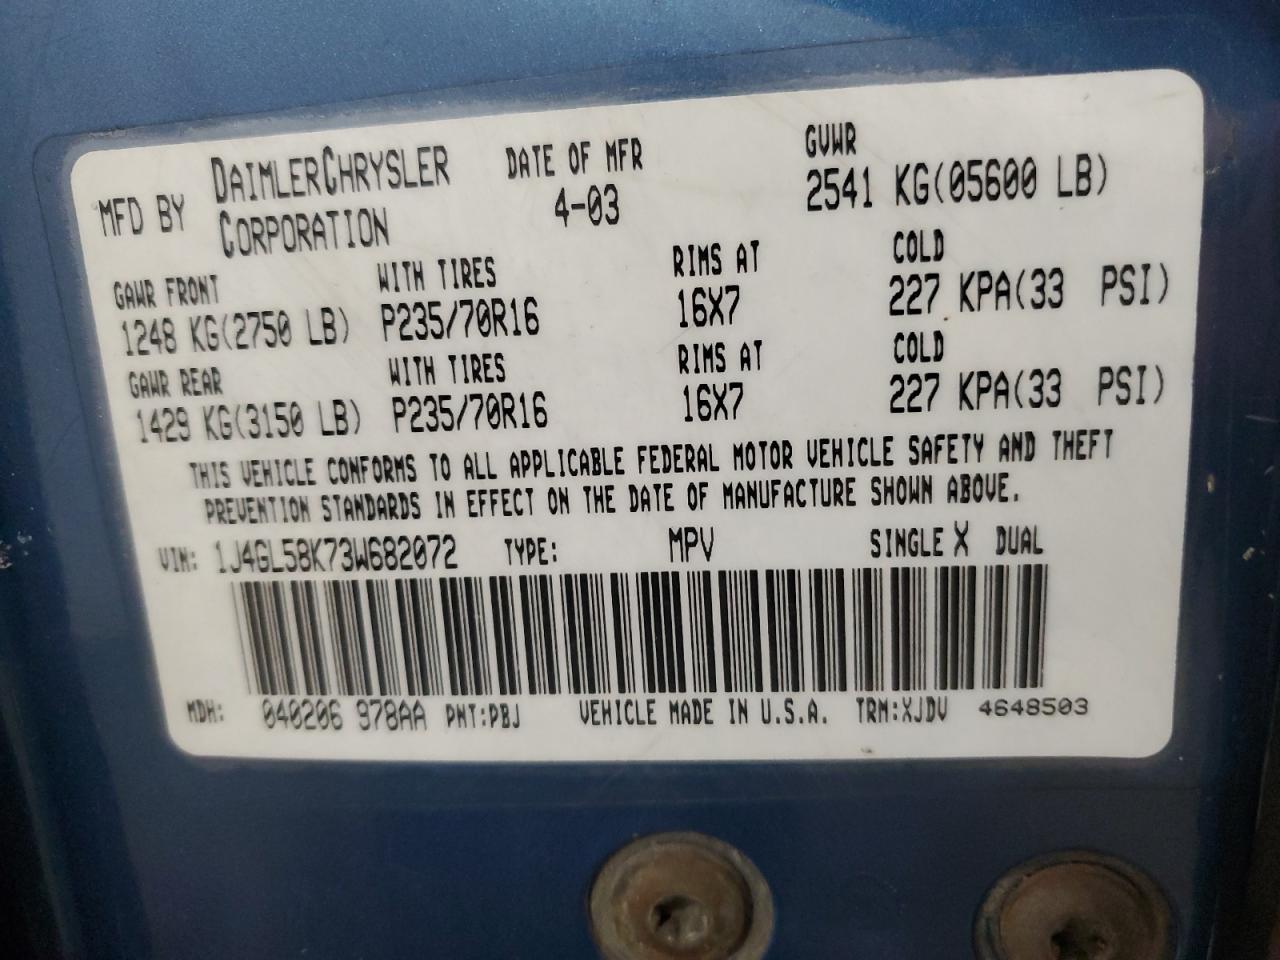 MFD BY DAIMLERCHRYSLER CORPORATION DATE OF MFR 4-03 GVWR 2541 KG(05600 LB)
GAWR FRONT WITH TIRES RIMS AT COLD
1248 KG(2750 LB) P235/70R16 16X7 227 KPA(33 PSI)
GAWR REAR WITH TIRES RIMS AT COLD
1429 KG(3150 LB) P235/70R16 16X7 227 KPA(33 PSI)
THIS VEHICLE CONFORMS TO ALL APPLICABLE FEDERAL MOTOR VEHICLE SAFETY AND THEFT
PREVENTION STANDARDS IN EFFECT ON THE DATE OF MANUFACTURE SHOWN ABOVE.
VIN: 1J4GL58K73W682072 TYPE: MPV SINGLE X DUAL
MDH: 040206 978AA PNT:PBJ VEHICLE MADE IN U.S.A. TRM:XJDV 4648503